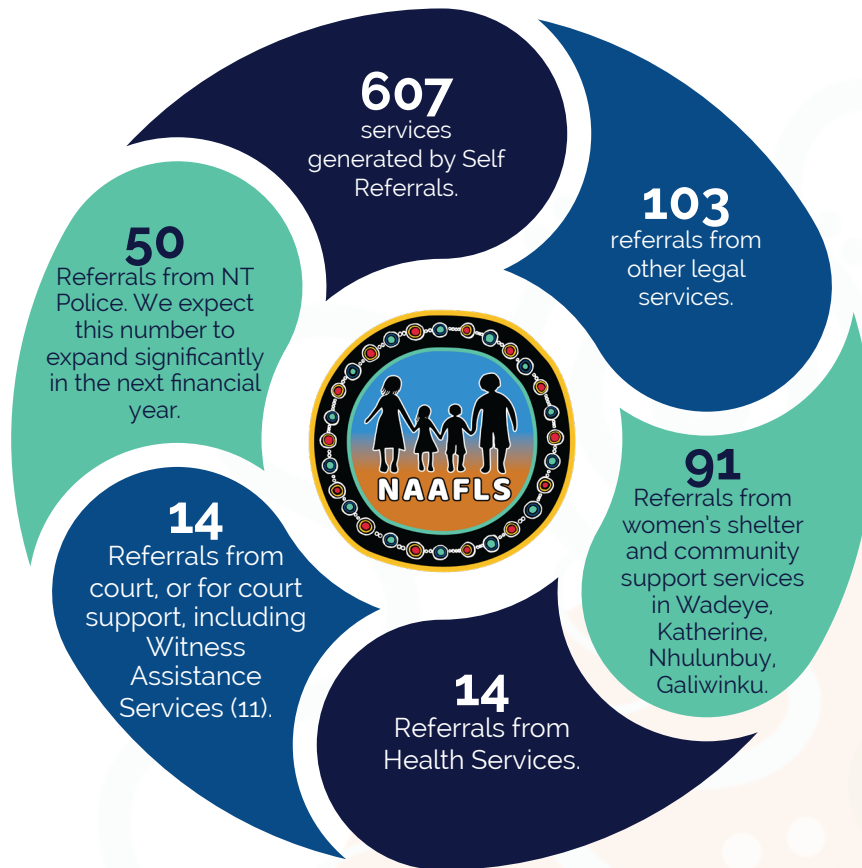 607
services
generated by Self
Referrals.
103
referrals from
other legal
services.
91
Referrals from
women's shelter
and community
support services
in Wadeye,
Katherine,
Nhulunbuy,
Galiwinku.
14
Referrals from
Health Services.
14
Referrals from
court, or for court
support, including
Witness
Assistance
Services (11).
50
Referrals from NT
Police. We expect
this number to
expand significantly
in the next financial
year.
NAAFLS